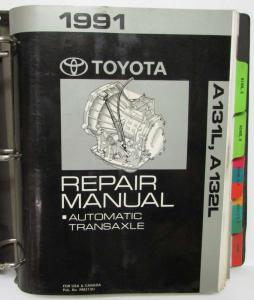 1991
TOYOTA
A131L, A132L
REPAIR
MANUAL
AUTOMATIC
TRANSAXLE
FOR USA & CANADA